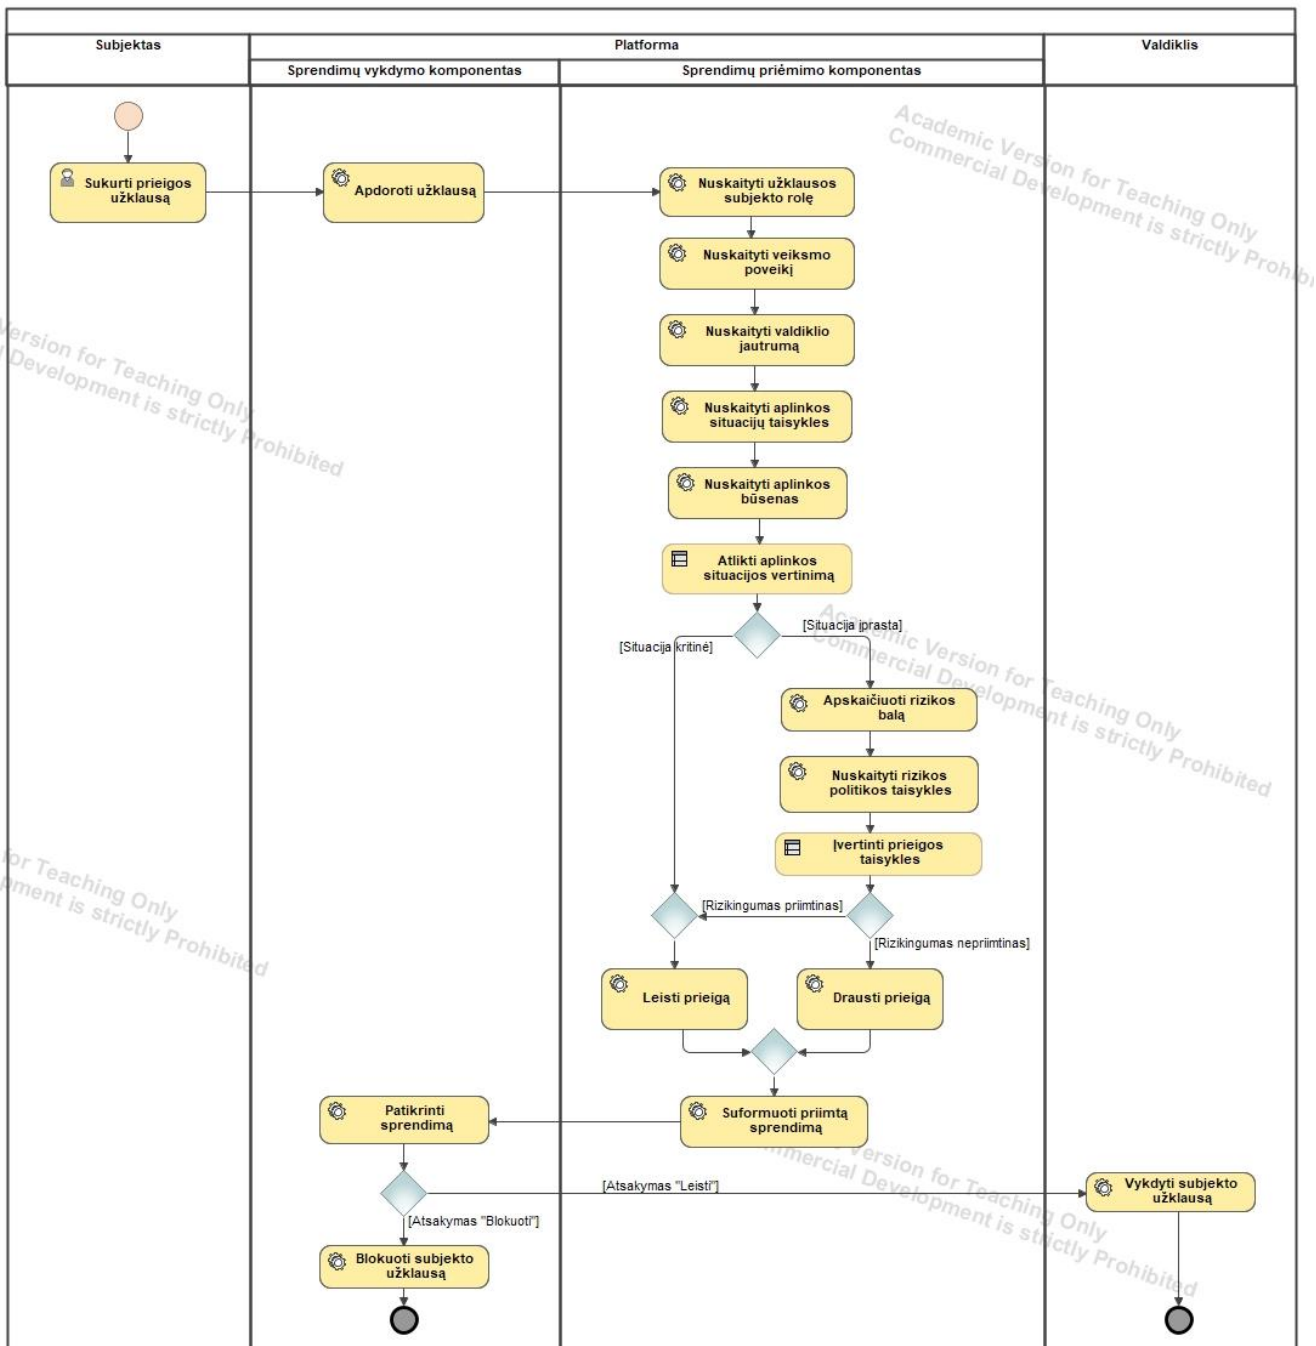 Subjektas
Platforma
Valdiklis
Sprendimų vykdymo komponentas
Sprendimų priėmimo komponentas
Academic Version for Teaching Only
Commercial Development is strictly Prohibi
Sukurti prieigos
užklausą
Apdoroti užklausą
Nuskaityti užklausos
subjekto rolę
Nuskaityti veiksmo
poveikį
Version for Teaching Only
Development is strictly Prohibited
Nuskaityti valdiklio
jautrumą
Nuskaityti aplinkos
situacijų taisykles
Nuskaityti aplinkos
būsenas
Atlikti aplinkos
situacijos vertinimą
[Situacija kritinė]
[Situacija įprasta]
Academic Version for Teaching Only
Commercial Development is strictly Prohibited
Apskaičiuoti rizikos
balą
Nuskaityti rizikos
politikos taisykles
Įvertinti prieigos
taisykles
for Teaching Only
pment is strictly Prohibited
[Rizikingumas priimtinas]
[Rizikingumas nepriimtinas]
Leisti prieigą
Drausti prieigą
Patikrinti
sprendimą
Suformuoti priimtą
sprendimą
Version for Teaching Only
mmercial Development is strictly Prohibited
[Atsakymas "Leisti"]
Vykdyti subjekto
užklausą
[Atsakymas "Blokuoti"]
Blokuoti subjekto
užklausą